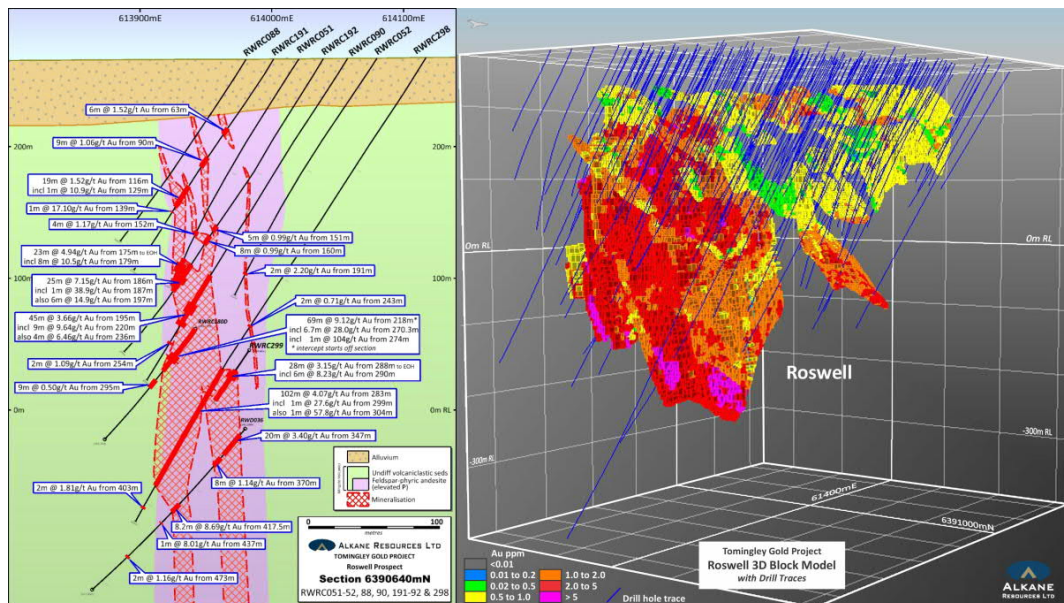 613900mE
614000mE
614100mE
RWRC088
RWRC191
RWRC051
RWRC192
RWRC090
RWRC052
RWRC298
6m @ 1.52g/t Au from 63m
200m
9m @ 1.06g/t Au from 90m
200m
19m @ 1.52g/t Au from 116m
incl 1m @ 10.9g/t Au from 129m
1m @ 17.10g/t Au from 139m
4m @ 1.17g/t Au from 152m
5m @ 0.99g/t Au from 151m
8m @ 0.99g/t Au from 160m
23m @ 4.94g/t Au from 175m to EOH
incl 8m @ 10.5g/t Au from 179m
2m @ 2.20g/t Au from 191m
100m
100m
25m @ 7.15g/t Au from 186m
incl 1m @ 38.9g/t Au from 187m
also 6m @ 14.9g/t Au from 197m
2m @ 0.71g/t Au from 243m
45m @ 3.66g/t Au from 195m
incl 9m @ 9.64g/t Au from 220m
also 4m @ 6.46g/t Au from 236m
69m @ 9.12g/t Au from 218m*
incl 6.7m @ 28.0g/t Au from 270.3m
incl 1m @ 104g/t Au from 274m
* intercept starts off section
RWRC299
2m @ 1.09g/t Au from 254m
28m @ 3.15g/t Au from 288m to EOH
incl 6m @ 8.23g/t Au from 290m
9m @ 0.50g/t Au from 295m
102m @ 4.07g/t Au from 283m
incl 1m @ 27.6g/t Au from 299m
also 1m @ 57.8g/t Au from 304m
0m
0m RL
RWD036
20m @ 3.40g/t Au from 347m
8m @ 1.14g/t Au from 370m
2m @ 1.81g/t Au from 403m
8.2m @ 8.69g/t Au from 417.5m
1m @ 8.01g/t Au from 437m
2m @ 1.16g/t Au from 473m
Alluvium
Undiff volcaniclastic seds
Feldspar-phyric andesite
(elevated P)
Mineralisation
0
100
metres
ALKANE RESOURCES LTD
TOMINGLEY GOLD PROJECT
Roswell Prospect
Section 6390640mN
RWRC051-52, 88, 90, 191-92 & 298
0m RL
0m RL
Roswell
-300m RL
-300m RL
61400mE
6391000mN
Au ppm
<0.01
0.01 to 0.2
0.02 to 0.5
0.5 to 1.0
1.0 to 2.0
2.0 to 5
> 5
Drill hole trace
Tomingley Gold Project
Roswell 3D Block Model
with Drill Traces
ALKANE
RESOURCES LTD